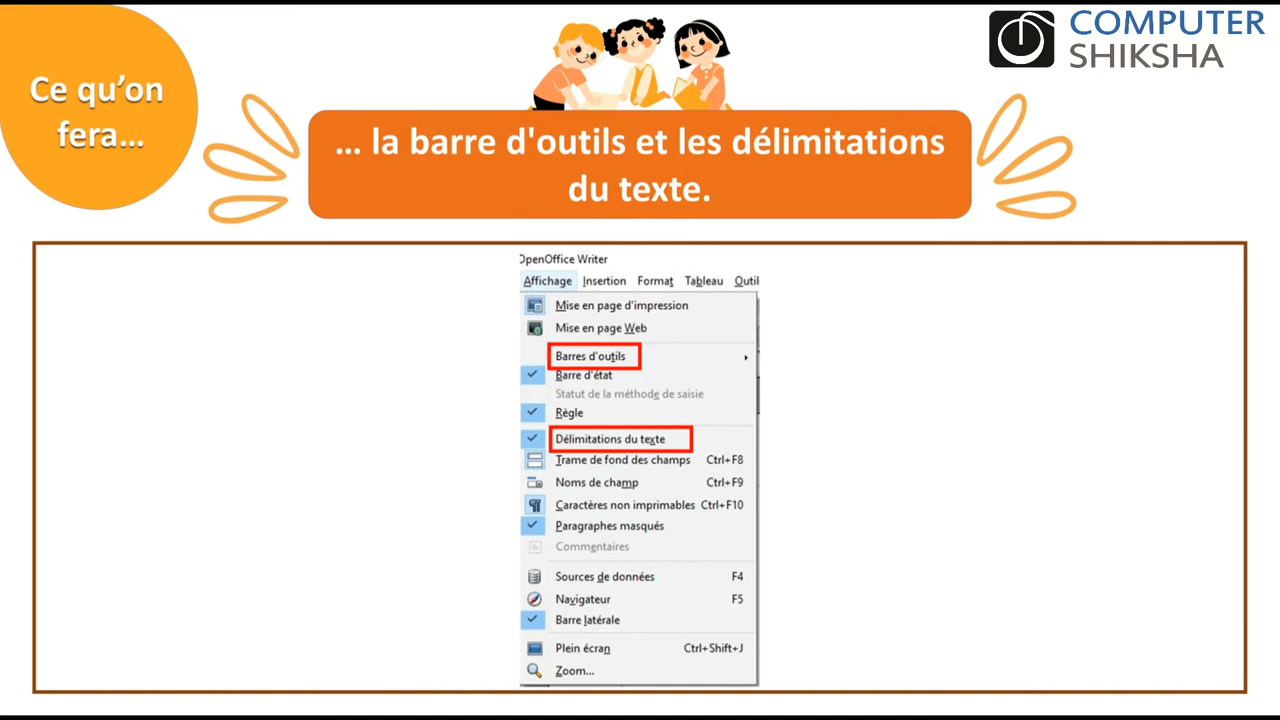 Ce qu’on
fera...
COMPUTER
SHIKSHA
... la barre d'outils et les délimitations
du texte.
OpenOffice Writer
Affichage Insertion Format Tableau Outil
Mise en page d'impression
Mise en page Web
Barres d'outils
Barre d'état
Statut de la méthode de saisie
Règle
Délimitations du texte
Trame de fond des champs Ctrl+F8
Noms de champ Ctrl+F9
Caractères non imprimables Ctrl+F10
Paragraphes masqués
Commentaires
Sources de données F4
Navigateur F5
Barre latérale
Plein écran Ctrl+Shift+J
Zoom...